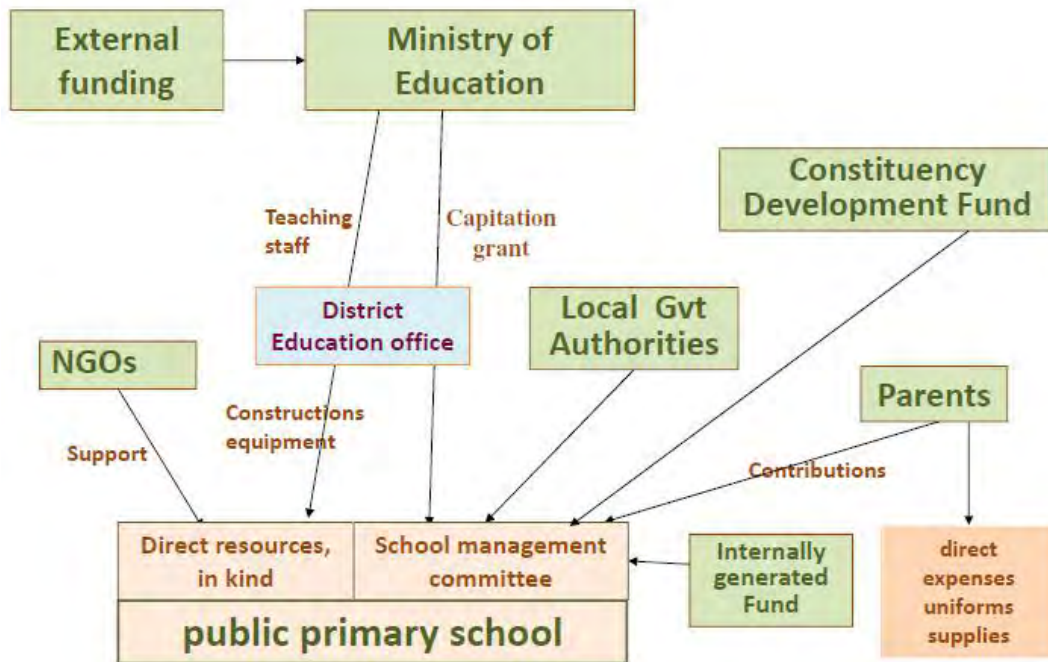 External
funding
Ministry of
Education
Constituency
Development Fund
Teaching
staff
Capitation
grant
District
Education office
Local Gvt
Authorities
NGOs
Parents
Constructions
equipment
Support
Contributions
Direct resources,
in kind
School management
committee
Internally
generated
Fund
direct
expenses
uniforms
supplies
public primary school